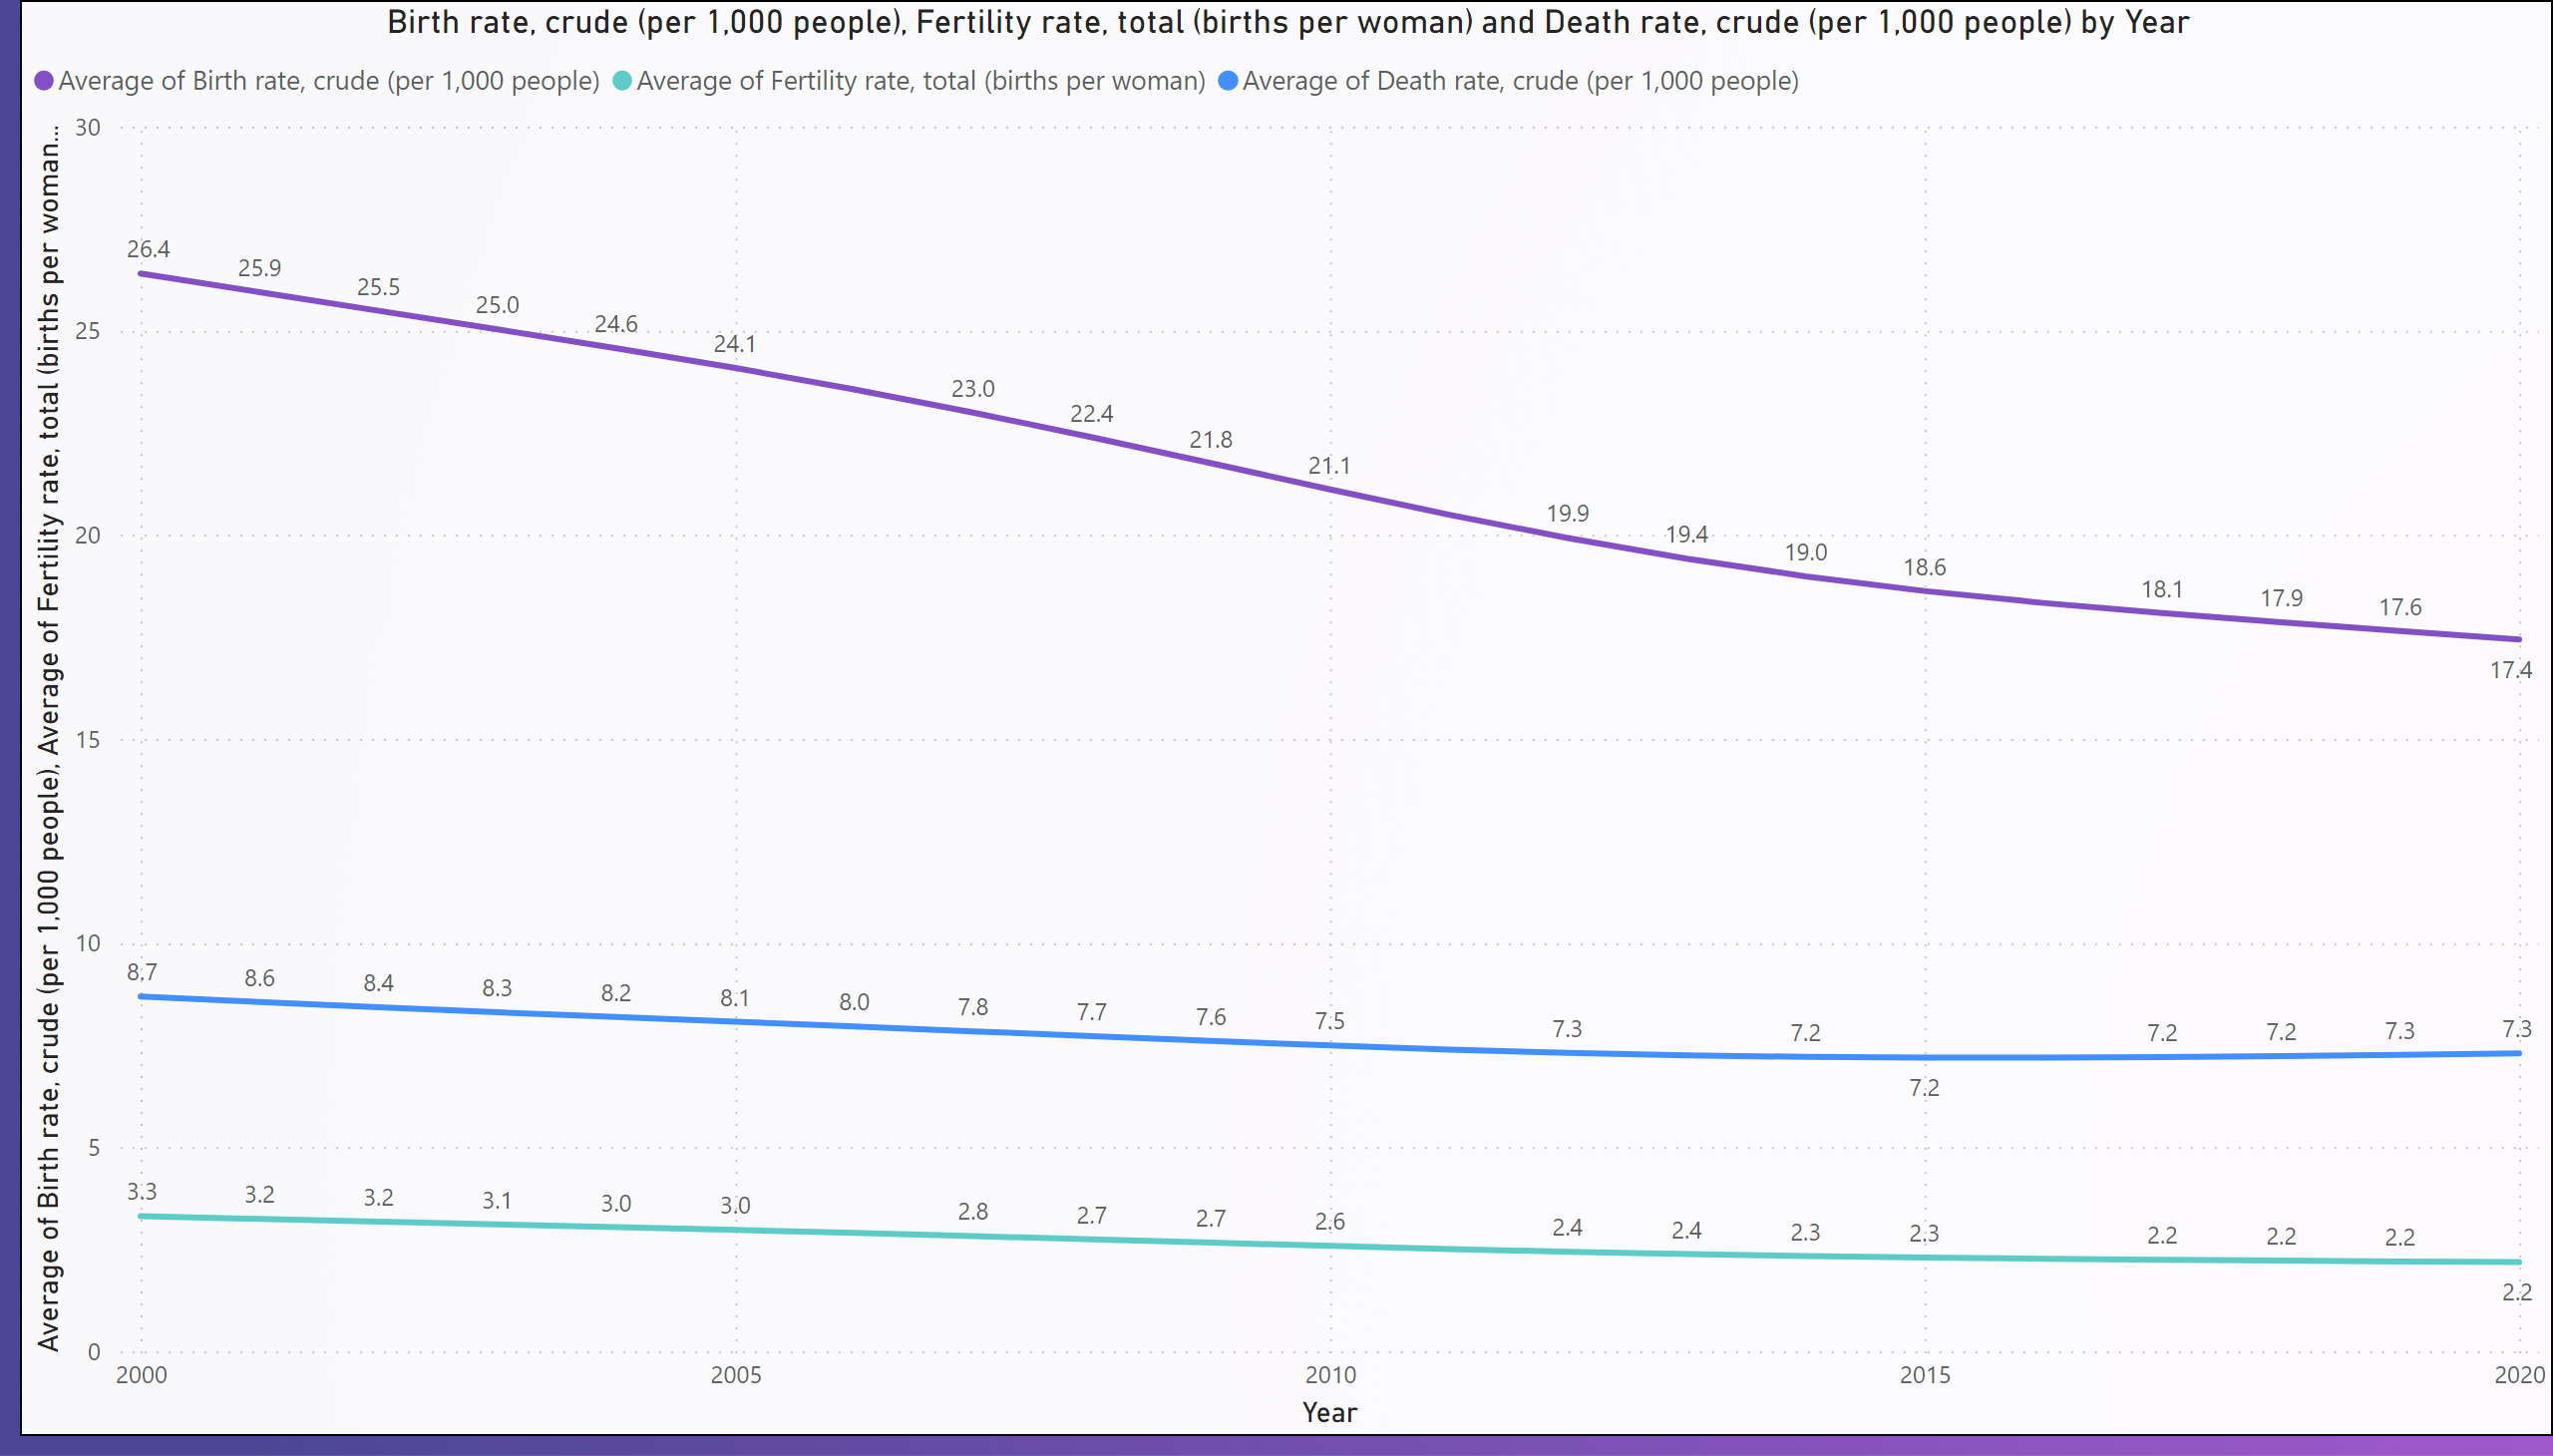 Birth rate, crude (per 1,000 people), Fertility rate, total (births per woman) and Death rate, crude (per 1,000 people) by Year
Average of Birth rate, crude (per 1,000 people) Average of Fertility rate, total (births per woman) Average of Death rate, crude (per 1,000 people)
Average of Birth rate, crude (per 1,000 people), Average of Fertility rate, total (births per woman...
30
25
20
15
10
5
0
26.4 25.9 25.5 25.0 24.6 24.1 23.0 22.4 21.8 21.1 19.9 19.4 19.0 18.6 18.1 17.9 17.6 17.4
8.7 8.6 8.4 8.3 8.2 8.1 8.0 7.8 7.7 7.6 7.5 7.3 7.2 7.2 7.2 7.2 7.3 7.3
3.3 3.2 3.2 3.1 3.0 3.0 2.8 2.7 2.7 2.6 2.4 2.4 2.3 2.3 2.2 2.2 2.2 2.2
2000 2005 2010 2015 2020
Year